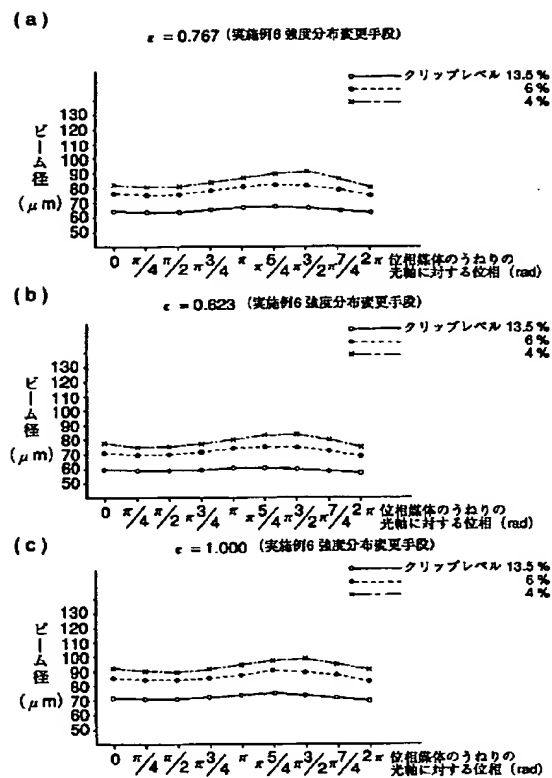 (a)
ε = 0.767 (実施例6 強度分布変更手段)
クリップレベル 13.5 %
6 %
4 %
ビーム径
(μm)
130
120
110
100
90
80
70
60
50
0 π/4 π/2 π3/4 π π5/4 π3/2 π7/4 2π
位相媒体のうねりの
光軸に対する位相 (rad)
(b)
ε = 0.623 (実施例6 強度分布変更手段)
クリップレベル 13.5 %
6 %
4 %
ビーム径
(μm)
130
120
110
100
90
80
70
60
50
0 π/4 π/2 π3/4 π π5/4 π3/2 π7/4 2π
位相媒体のうねりの
光軸に対する位相 (rad)
(c)
ε = 1.000 (実施例6 強度分布変更手段)
クリップレベル 13.5 %
6 %
4 %
ビーム径
(μm)
130
120
110
100
90
80
70
60
50
0 π/4 π/2 π3/4 π π5/4 π3/2 π7/4 2π
位相媒体のうねりの
光軸に対する位相 (rad)